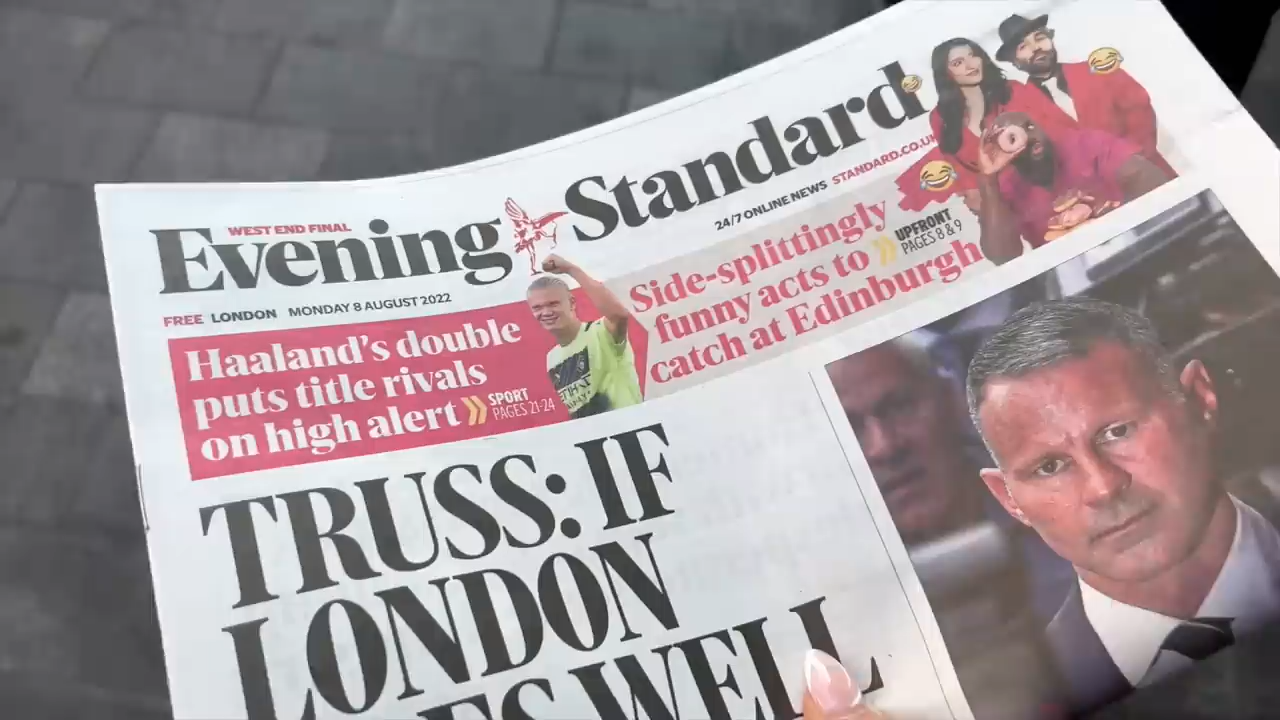 WEST END FINAL
Evening Standard
FREE LONDON MONDAY 8 AUGUST 2022
24/7 ONLINE NEWS STANDARD.CO.UK
Haaland's double
puts title rivals
on high alert » SPORT
PAGES 21-24
Side-splittingly
funny acts to » UPFRONT
PAGES 8 & 9
catch at Edinburgh
TRUSS: IF
LONDON
WELL